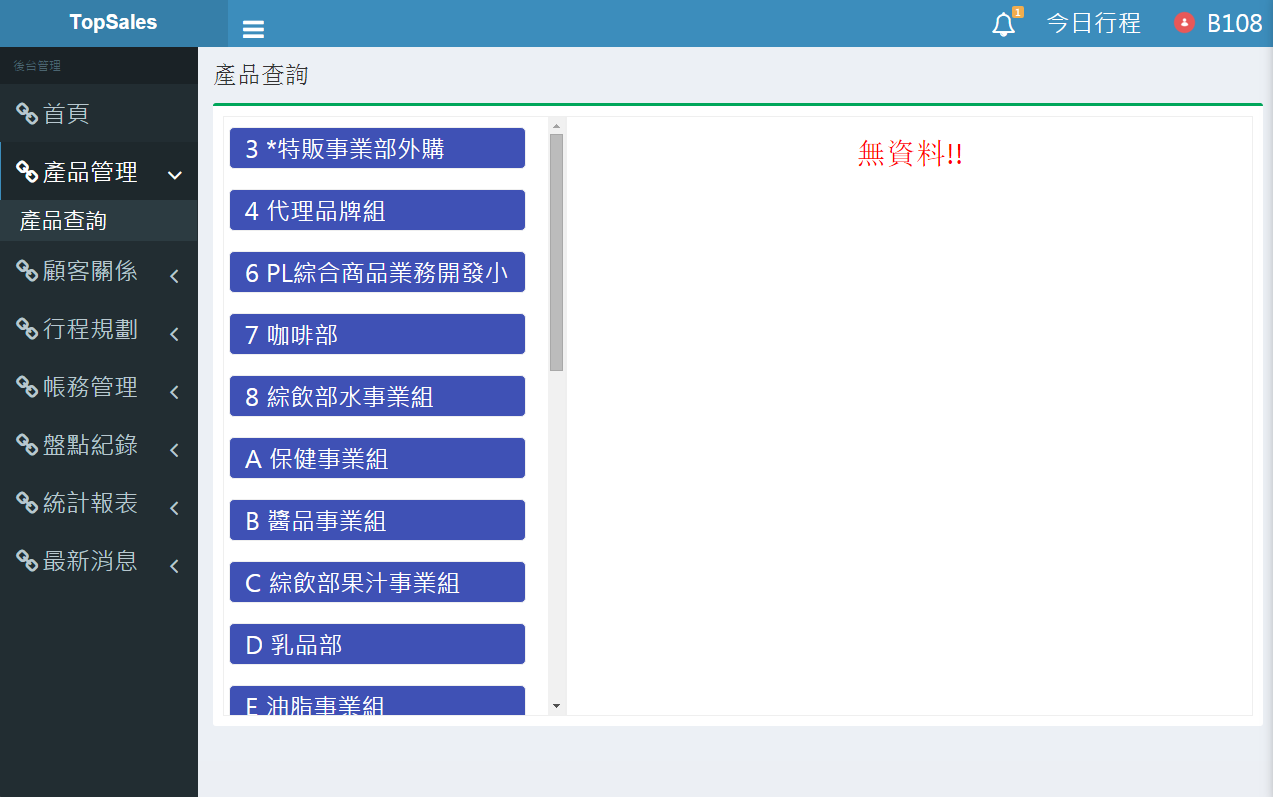 TopSales
1
今日行程
B108
後台管理
首頁
產品管理
產品查詢
顧客關係
行程規劃
帳務管理
盤點紀錄
統計報表
最新消息
產品查詢
3 *特販事業部外購
4 代理品牌組
6 PL綜合商品業務開發小
7 咖啡部
8 綜飲部水事業組
A 保健事業組
B 醬品事業組
C 綜飲部果汁事業組
D 乳品部
E 油脂事業組
無資料!!